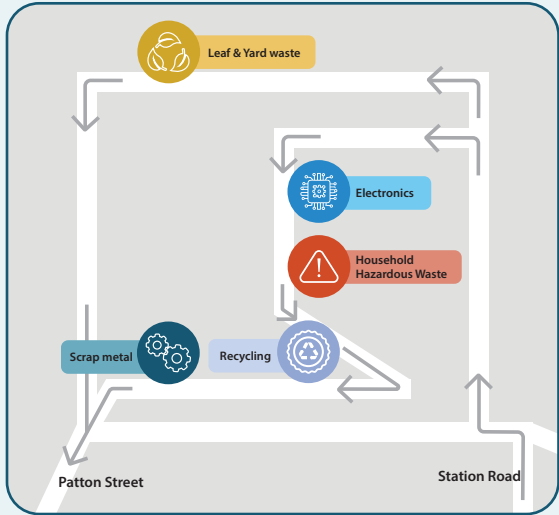 Leaf & Yard waste
Electronics
Household
Hazardous Waste
Scrap metal
Recycling
Patton Street
Station Road